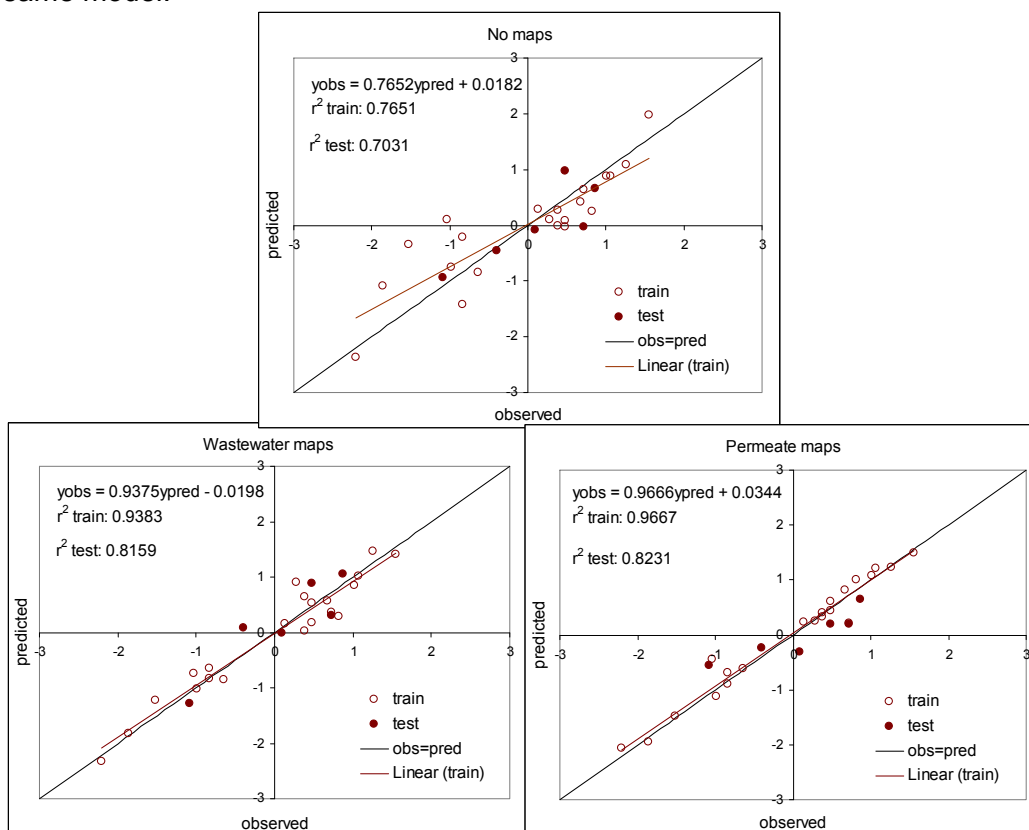 same model.
No maps
3
yobs = 0.7652ypred + 0.0182
r² train: 0.7651
2
r² test: 0.7031
1
predicted
0
-3 -2 -1 0 1 2 3
-1
train
test
-2
obs=pred
Linear (train)
-3
observed
Wastewater maps
3
yobs = 0.9375ypred - 0.0198
r² train: 0.9383
2
r² test: 0.8159
1
predicted
0
-3 -2 -1 0 1 2 3
-1
train
test
-2
obs=pred
Linear (train)
-3
observed
Permeate maps
3
yobs = 0.9666ypred + 0.0344
r² train: 0.9667
2
r² test: 0.8231
1
predicted
0
-3 -2 -1 0 1 2 3
-1
train
test
-2
obs=pred
Linear (train)
-3
observed